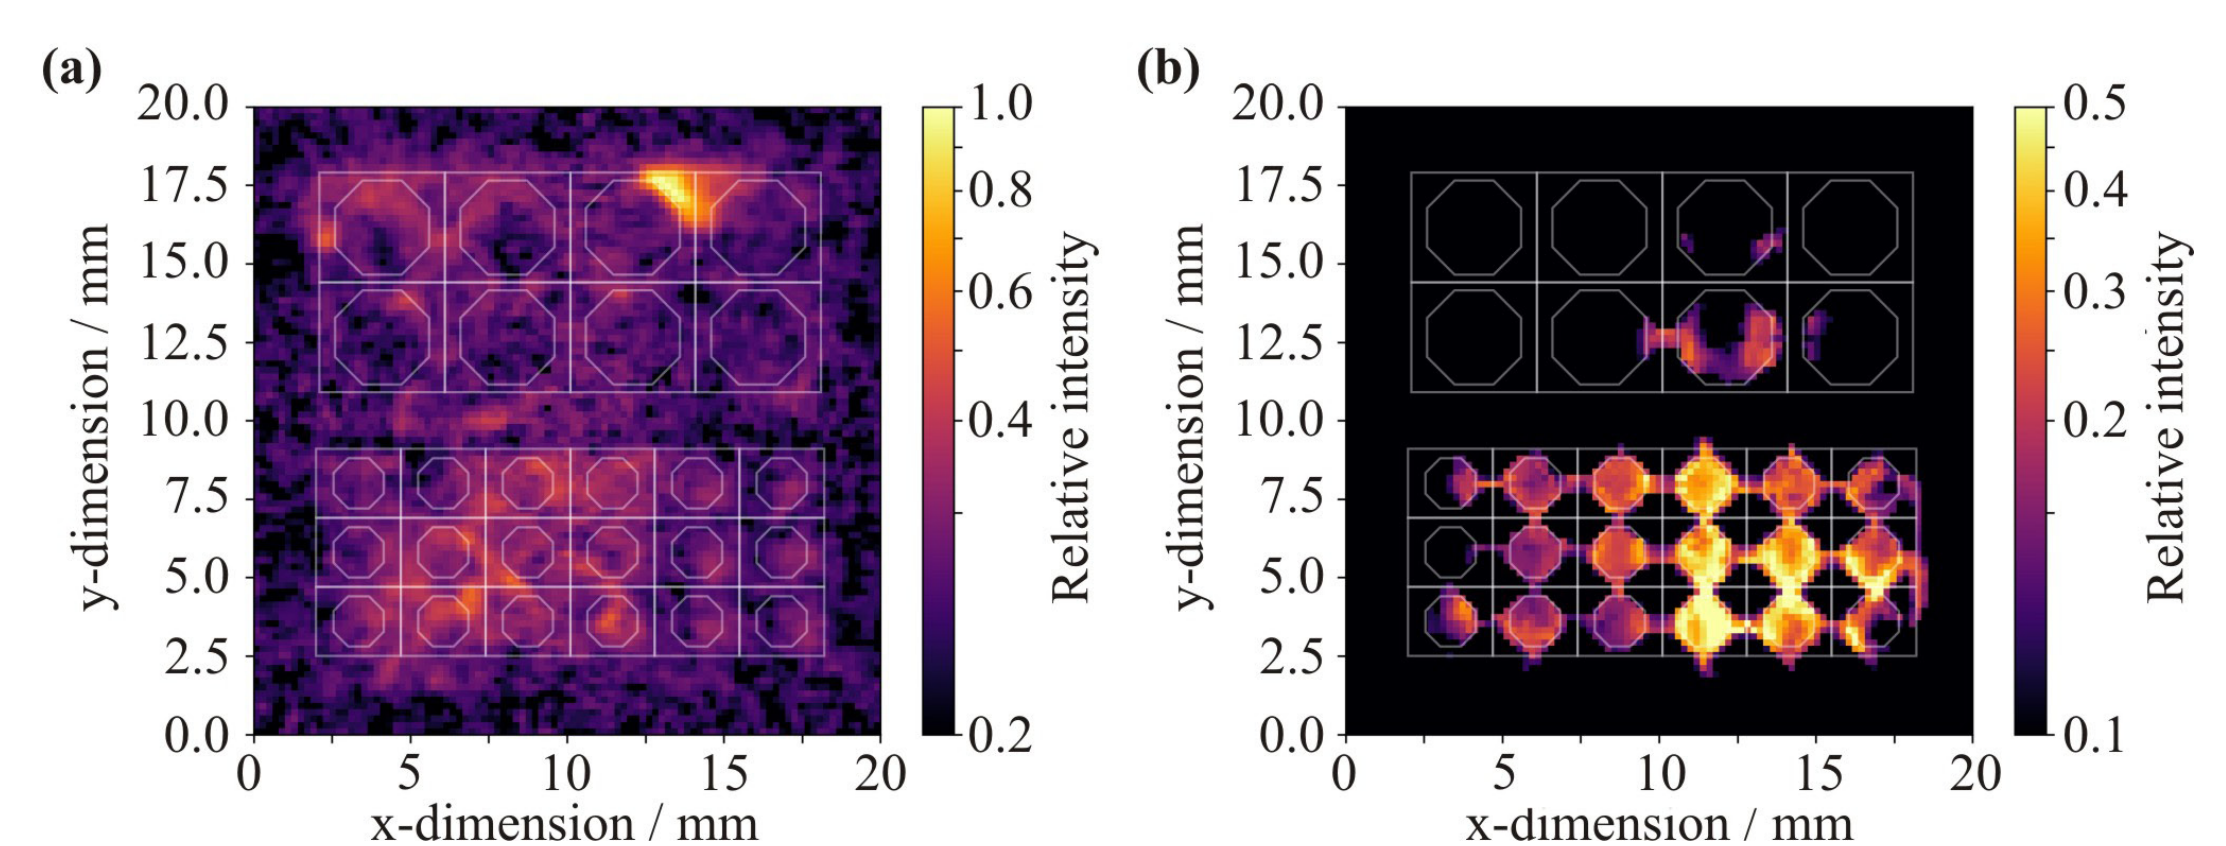 (a)
20.0
17.5
15.0
12.5
10.0
7.5
5.0
2.5
0.0
y-dimension / mm
0 5 10 15 20
x-dimension / mm
1.0
0.8
0.6
0.4
0.2
Relative intensity
(b)
20.0
17.5
15.0
12.5
10.0
7.5
5.0
2.5
0.0
y-dimension / mm
0 5 10 15 20
x-dimension / mm
0.5
0.4
0.3
0.2
0.1
Relative intensity